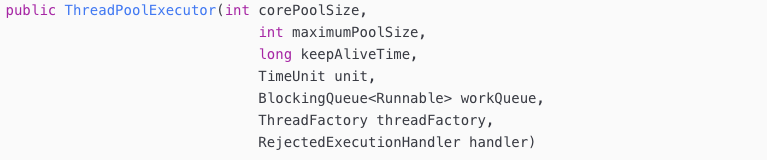 public ThreadPoolExecutor(int corePoolSize,
int maximumPoolSize,
long keepAliveTime,
TimeUnit unit,
BlockingQueue<Runnable> workQueue,
ThreadFactory threadFactory,
RejectedExecutionHandler handler)